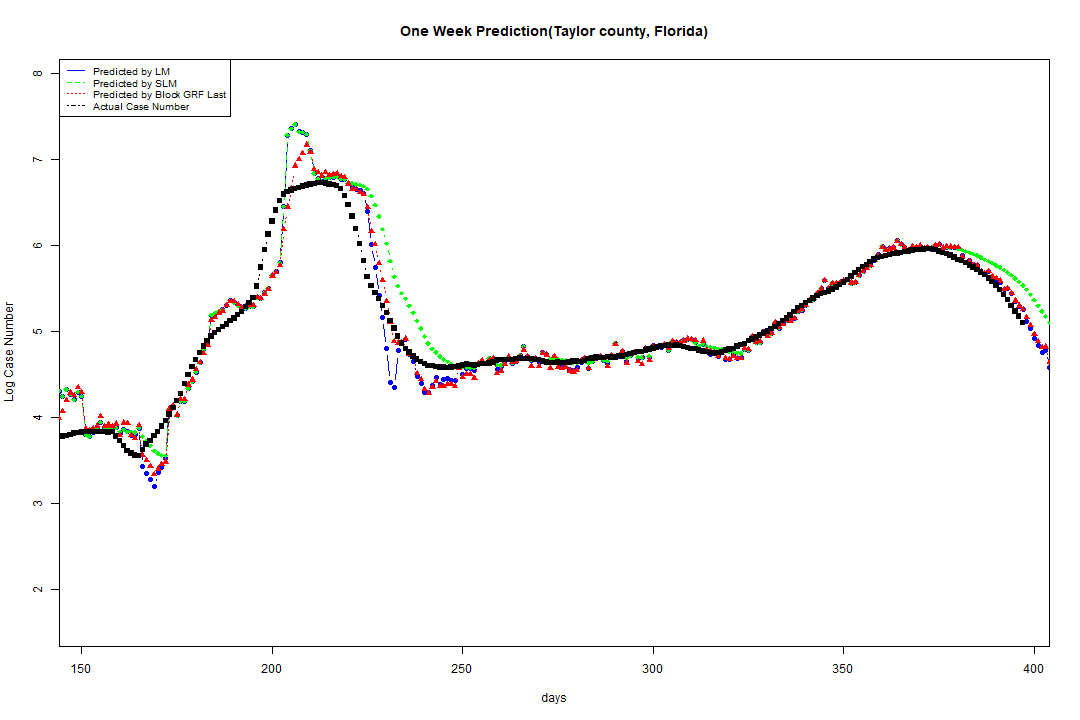 One Week Prediction(Taylor county, Florida)
Predicted by LM
Predicted by SLM
Predicted by Block GRF Last
Actual Case Number
Log Case Number
8
7
6
5
4
3
2
150 200 250 300 350 400
days